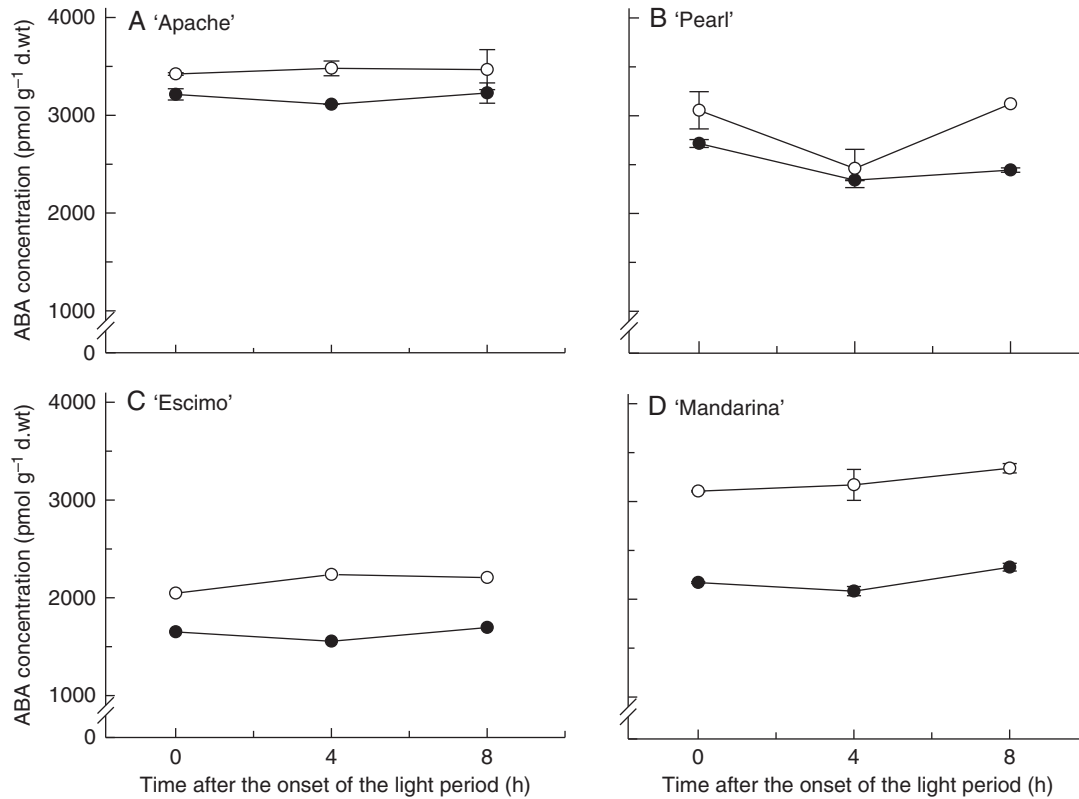 A 'Apache'
4000
3000
2000
1000
0
ABA concentration (pmol g⁻¹ d.wt)
B 'Pearl'
C 'Escimo'
4000
3000
2000
1000
0
ABA concentration (pmol g⁻¹ d.wt)
0 4 8
Time after the onset of the light period (h)
D 'Mandarina'
0 4 8
Time after the onset of the light period (h)